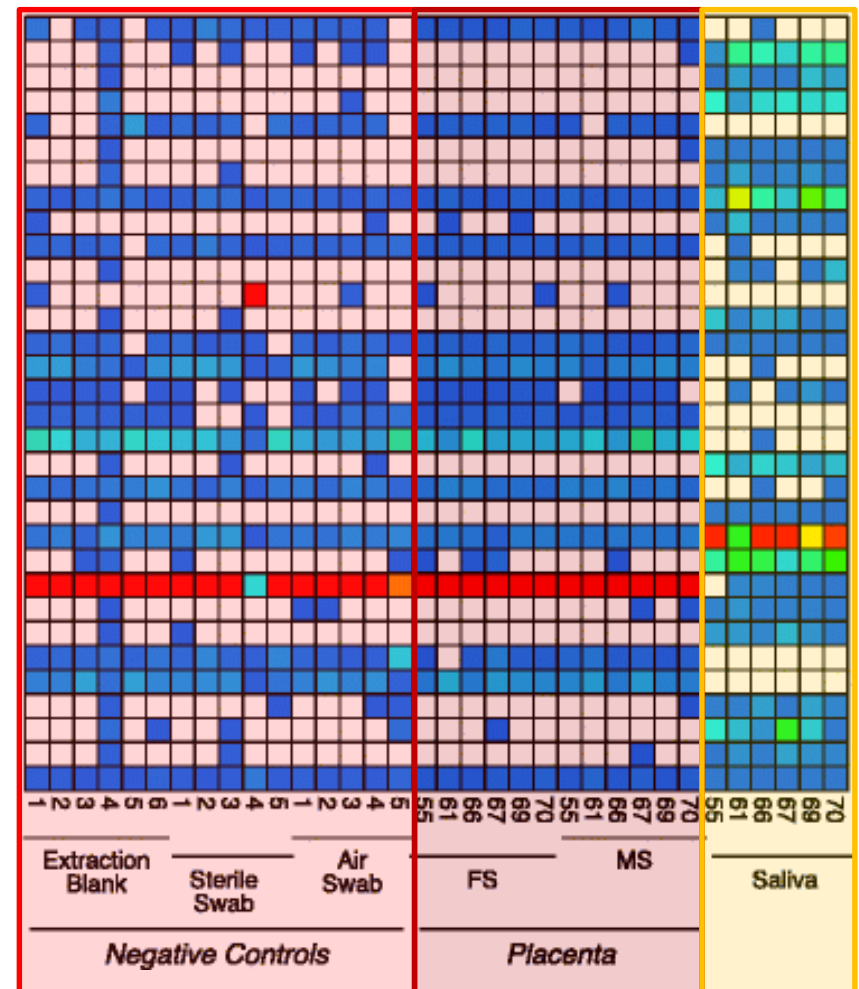 1 2 3 4 5 6 1 2 3 4 5 1 2 3 4 5 55 61 66 67 69 70 55 61 66 67 69 70 55 61 66 67 69 70
Extraction
Blank
Sterile
Swab
Air
Swab
FS
MS
Saliva
Negative Controls
Placenta